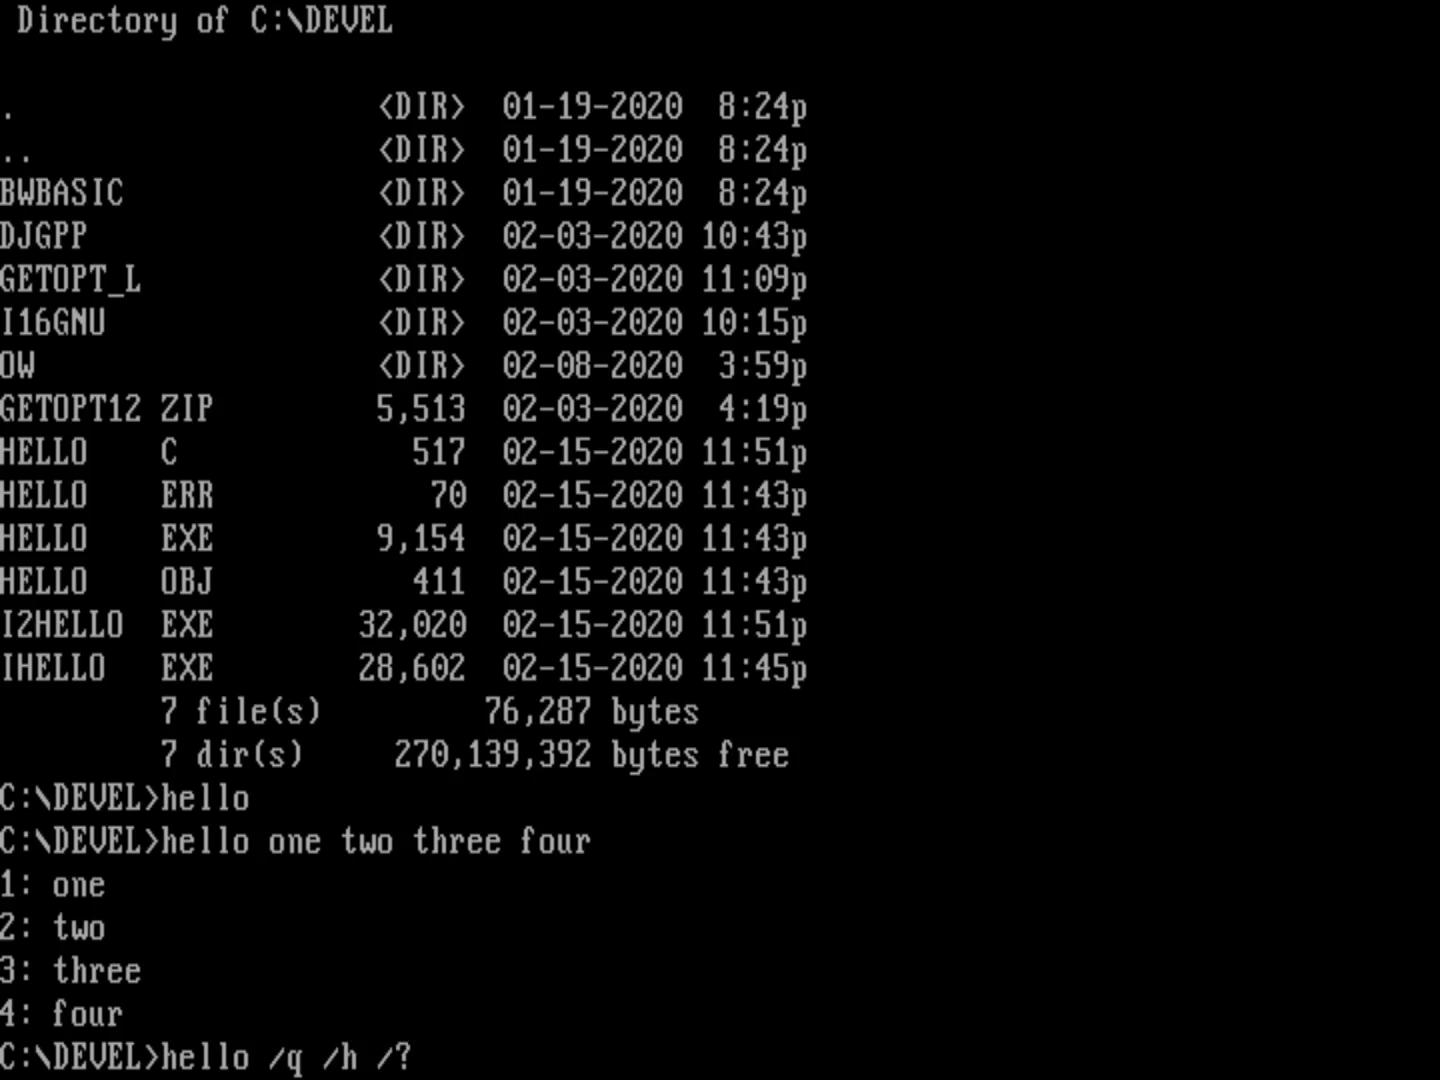 Directory of C:\DEVEL
. <DIR> 01-19-2020 8:24p
.. <DIR> 01-19-2020 8:24p
BWBASIC <DIR> 01-19-2020 8:24p
DJGPP <DIR> 02-03-2020 10:43p
GETOPT_L <DIR> 02-03-2020 11:09p
I16GNU <DIR> 02-03-2020 10:15p
OW <DIR> 02-08-2020 3:59p
GETOPT12 ZIP 5,513 02-03-2020 4:19p
HELLO C 517 02-15-2020 11:51p
HELLO ERR 70 02-15-2020 11:43p
HELLO EXE 9,154 02-15-2020 11:43p
HELLO OBJ 411 02-15-2020 11:43p
I2HELLO EXE 32,020 02-15-2020 11:51p
IHELLO EXE 28,602 02-15-2020 11:45p
7 file(s) 76,287 bytes
7 dir(s) 270,139,392 bytes free
C:\DEVEL>hello
C:\DEVEL>hello one two three four
1: one
2: two
3: three
4: four
C:\DEVEL>hello /q /h /?